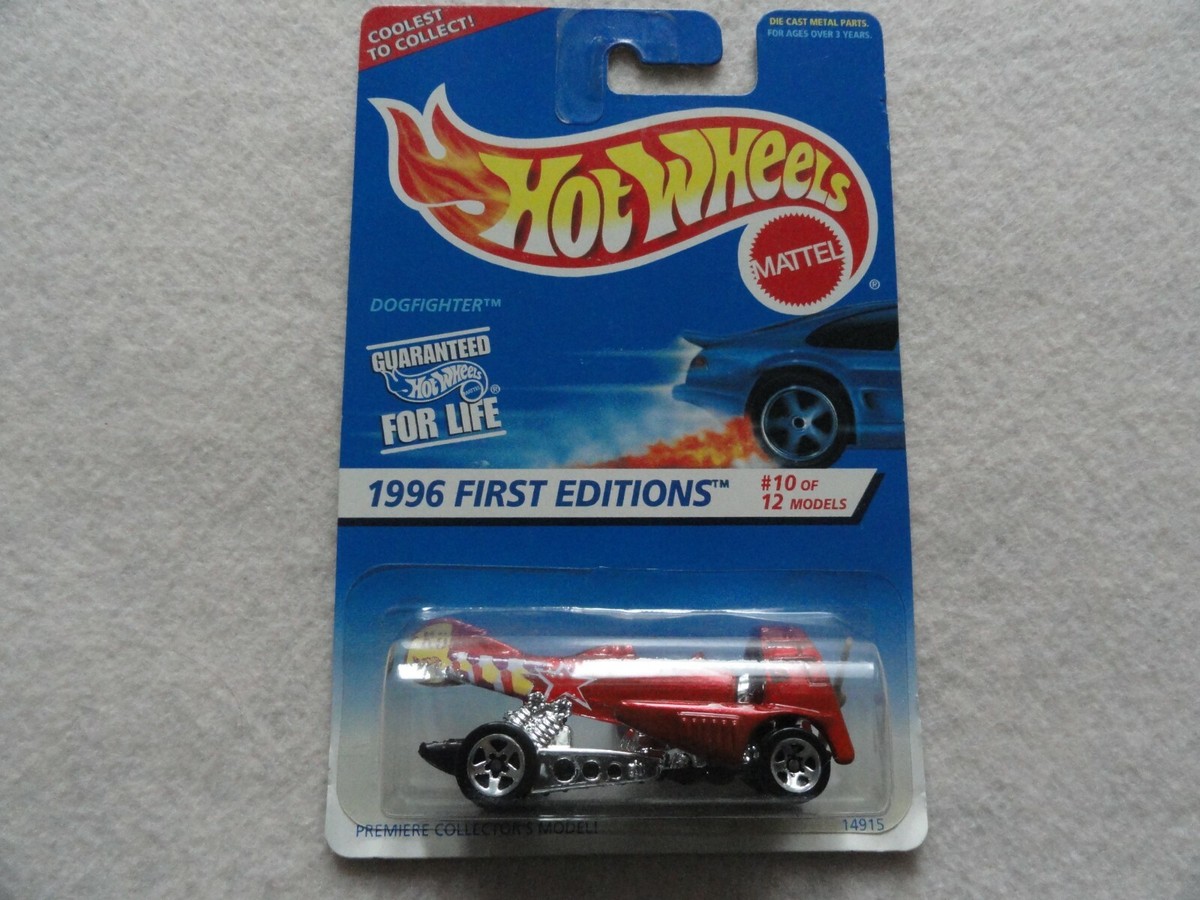 COOLEST
TO COLLECT!
DIE CAST METAL PARTS.
FOR AGES OVER 3 YEARS.
HOT WHEELS
MATTEL
®
DOGFIGHTER™
GUARANTEED
HOT WHEELS
MATTEL
®
FOR LIFE
1996 FIRST EDITIONS™
#10 OF
12 MODELS
PREMIERE COLLECTOR'S MODEL!
14915